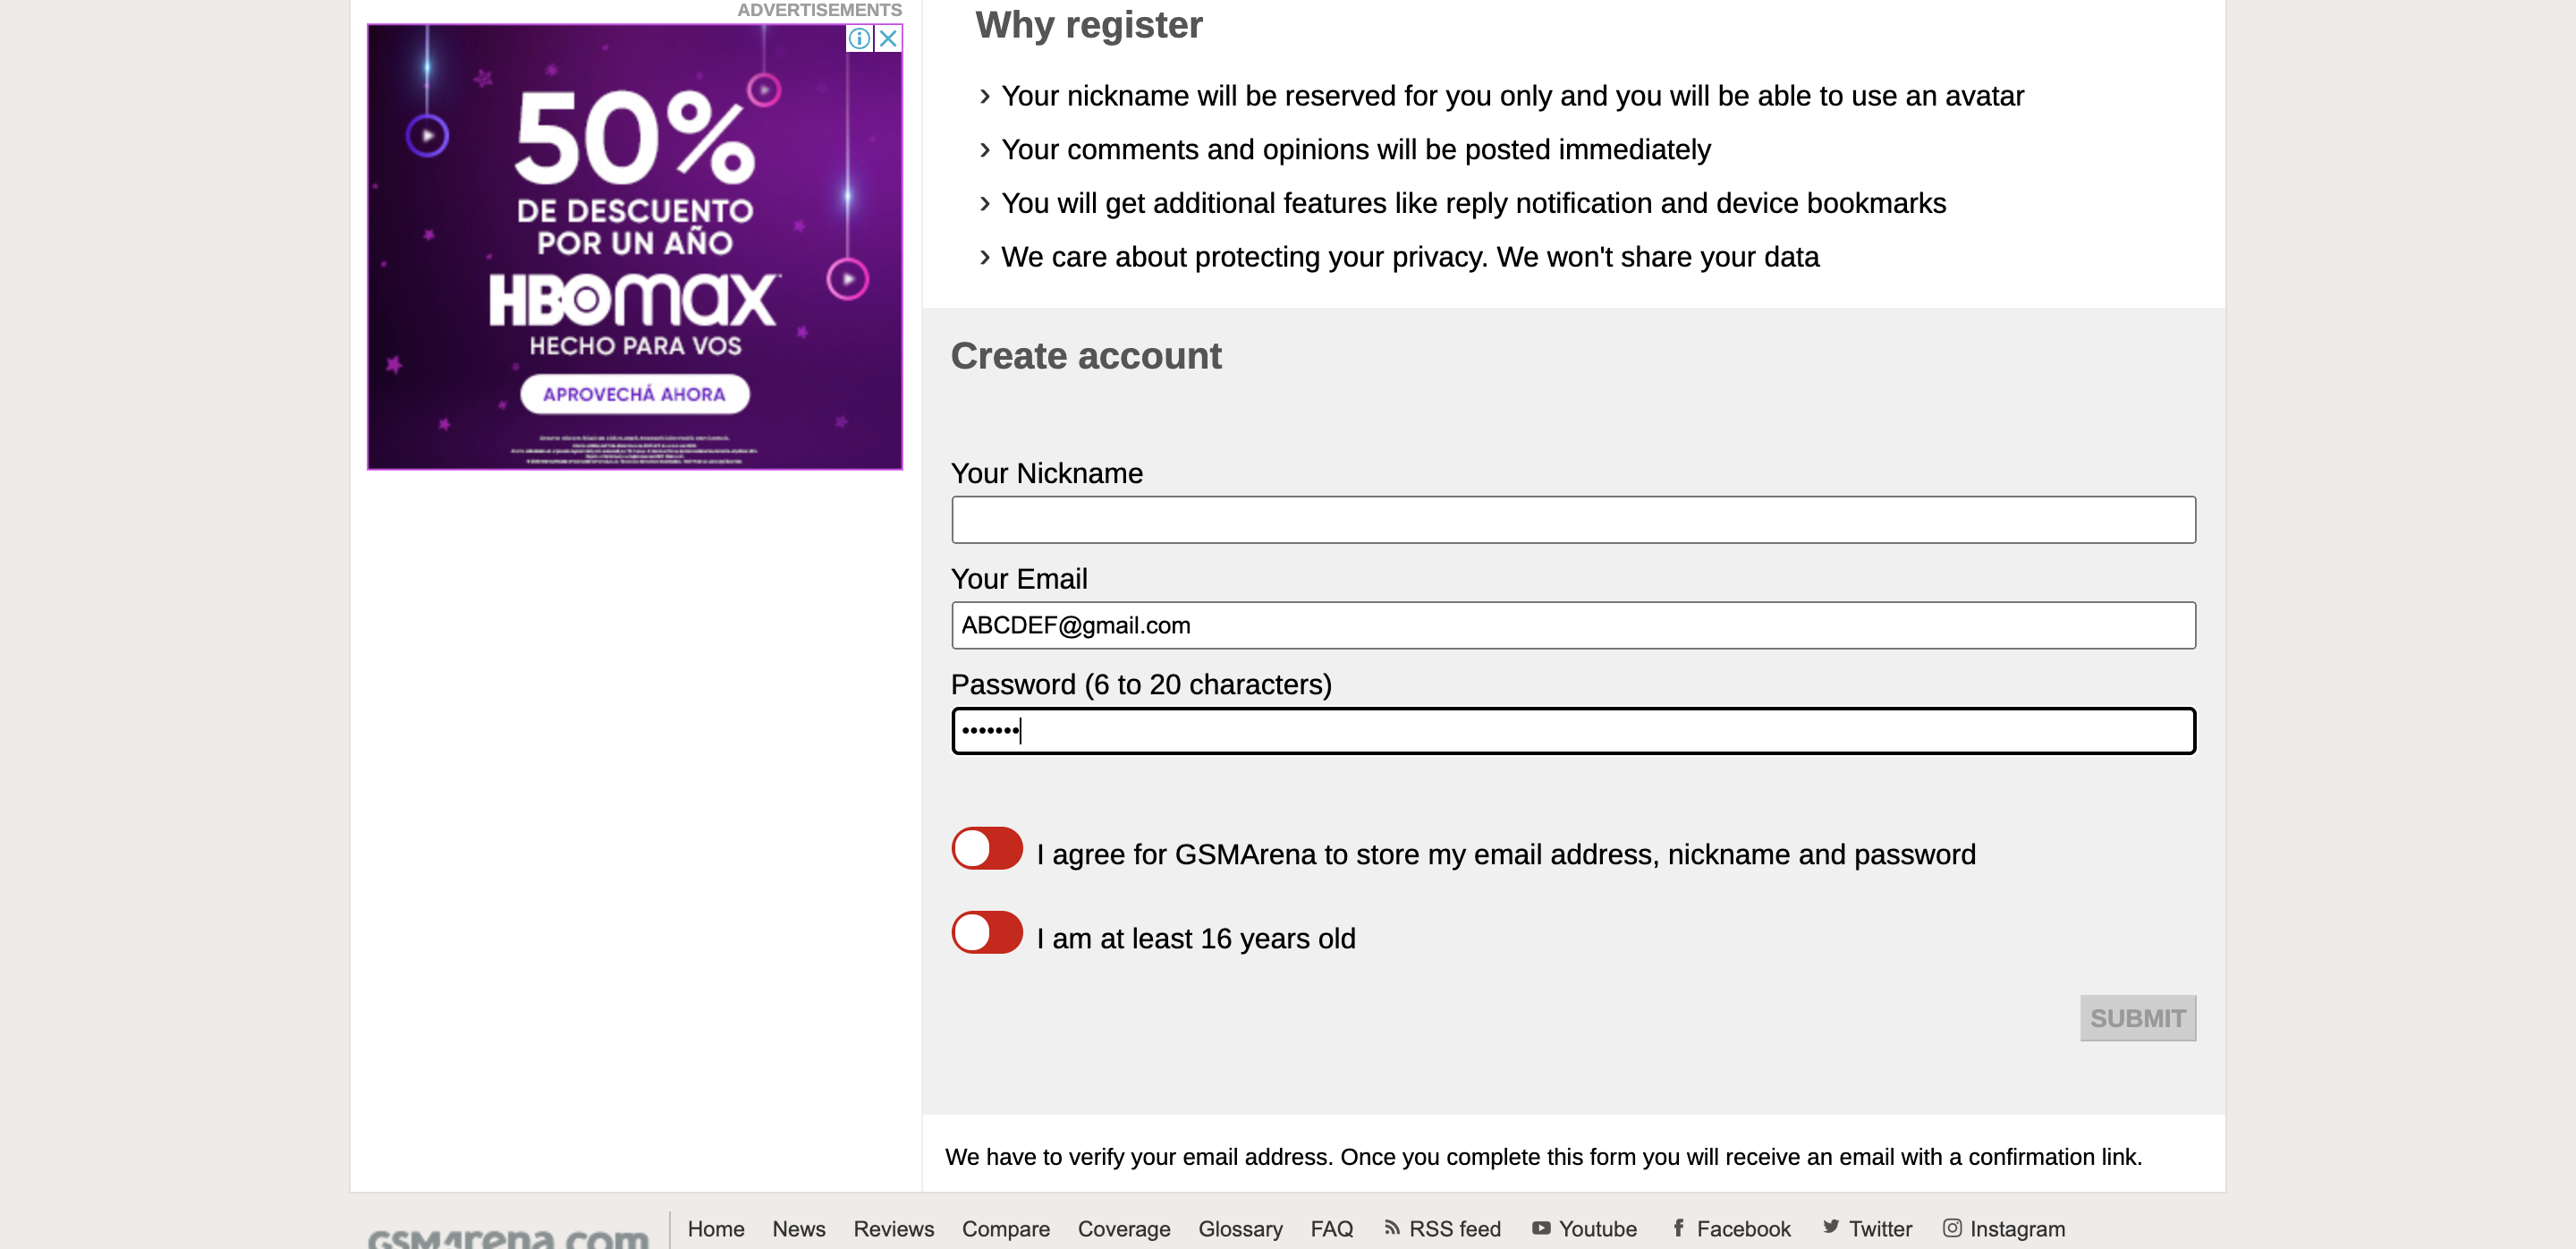 ADVERTISEMENTS
50%
DE DESCUENTO
POR UN AÑO
HBOmax
HECHO PARA VOS
APROVECHÁ AHORA
Why register
› Your nickname will be reserved for you only and you will be able to use an avatar
› Your comments and opinions will be posted immediately
› You will get additional features like reply notification and device bookmarks
› We care about protecting your privacy. We won't share your data
Create account
Your Nickname
Your Email
ABCDEF@gmail.com
Password (6 to 20 characters)
•••••••
I agree for GSMArena to store my email address, nickname and password
I am at least 16 years old
SUBMIT
We have to verify your email address. Once you complete this form you will receive an email with a confirmation link.
GSMArena.com
Home News Reviews Compare Coverage Glossary FAQ RSS feed Youtube Facebook Twitter Instagram